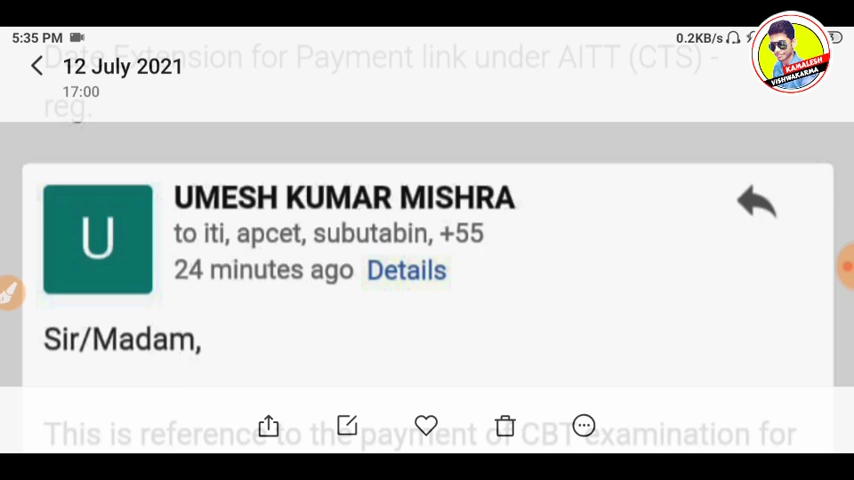 5:35 PM
0.2KB/s
Date Extension for Payment link under AITT (CTS) -
12 July 2021
17:00
reg.
KAMALESH
VISHWAKARMA
U
UMESH KUMAR MISHRA
to iti, apcet, subutabin, +55
24 minutes ago Details
Sir/Madam,
This is reference to the payment of CBT examination for